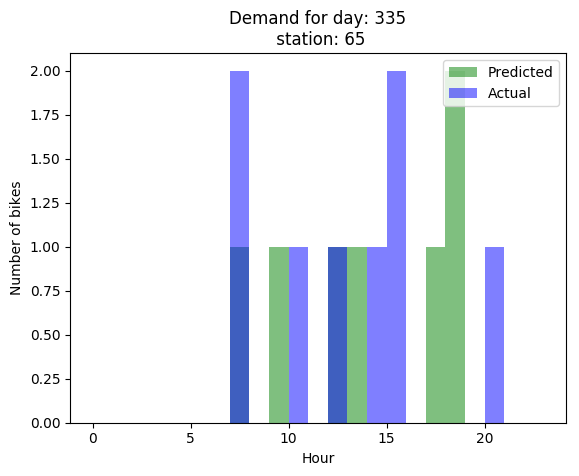 Demand for day: 335
station: 65
Predicted
Actual
Number of bikes
2.00
1.75
1.50
1.25
1.00
0.75
0.50
0.25
0.00
0 5 10 15 20
Hour